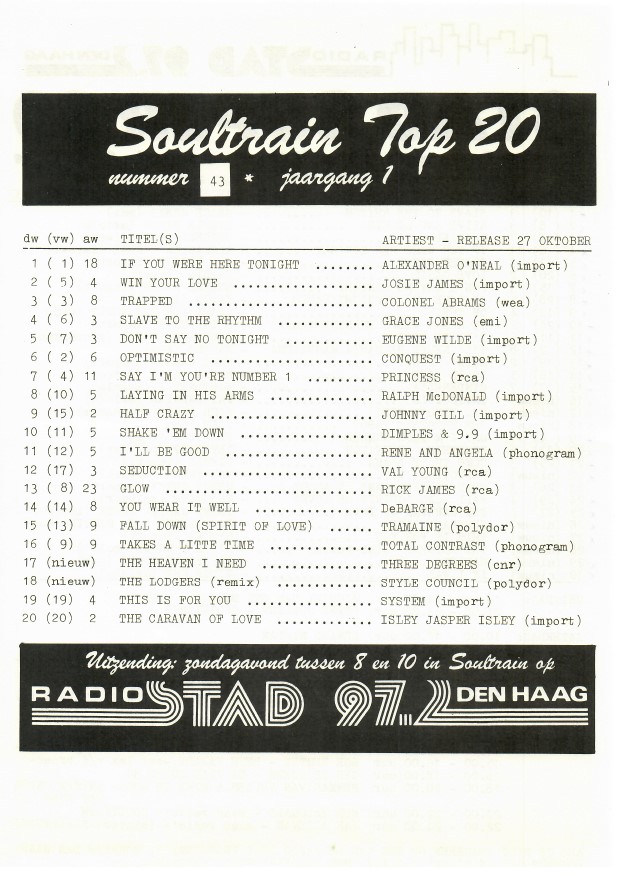 Soultrain Top 20
nummer 43 * jaargang 1
dw (vw) aw TITEL(S) ARTIEST - RELEASE 27 OKTOBER
1 ( 1) 18 IF YOU WERE HERE TONIGHT ........ ALEXANDER O'NEAL (import)
2 ( 5) 4 WIN YOUR LOVE .................. JOSIE JAMES (import)
3 ( 3) 8 TRAPPED ......................... COLONEL ABRAMS (wea)
4 ( 6) 3 SLAVE TO THE RHYTHM ............. GRACE JONES (emi)
5 ( 7) 3 DON'T SAY NO TONIGHT ............ EUGENE WILDE (import)
6 ( 2) 6 OPTIMISTIC ...................... CONQUEST (import)
7 ( 4) 11 SAY I'M YOU'RE NUMBER 1 ......... PRINCESS (rca)
8 (10) 5 LAYING IN HIS ARMS .............. RALPH McDONALD (import)
9 (15) 2 HALF CRAZY ...................... JOHNNY GILL (import)
10 (11) 5 SHAKE 'EM DOWN .................. DIMPLES & 9.9 (import)
11 (12) 5 I'LL BE GOOD .................... RENE AND ANGELA (phonogram)
12 (17) 3 SEDUCTION ....................... VAL YOUNG (rca)
13 ( 8) 23 GLOW ............................ RICK JAMES (rca)
14 (14) 8 YOU WEAR IT WELL ................ DeBARGE (rca)
15 (13) 9 FALL DOWN (SPIRIT OF LOVE) ...... TRAMAINE (polydor)
16 ( 9) 9 TAKES A LITTE TIME .............. TOTAL CONTRAST (phonogram)
17 (nieuw) THE HEAVEN I NEED ............... THREE DEGREES (cnr)
18 (nieuw) THE LODGERS (remix) ............. STYLE COUNCIL (polydor)
19 (19) 4 THIS IS FOR YOU ................. SYSTEM (import)
20 (20) 2 THE CARAVAN OF LOVE ............. ISLEY JASPER ISLEY (import)
Uitzending: zondagavond tussen 8 en 10 in Soultrain op
RADIO STAD 97.2 DEN HAAG